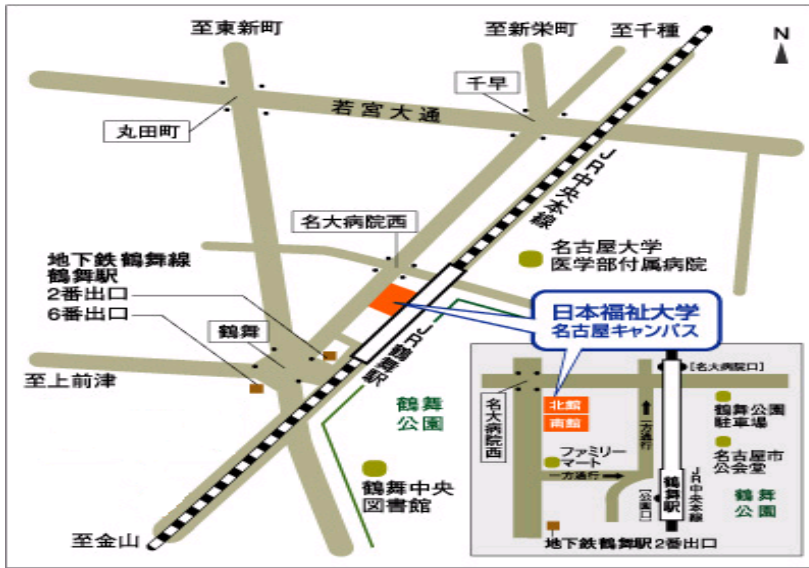 至東新町
至新栄町
至千種
N
千早
若宮大通
丸田町
JR中央本線
名大病院西
名古屋大学
医学部付属病院
地下鉄鶴舞線
鶴舞駅
2番出口
6番出口
鶴舞
日本福祉大学
名古屋キャンパス
JR鶴舞駅
至上前津
鶴舞
公園
鶴舞中央
図書館
至金山
[名大病院口]
名大病院西
北館
南館
一方通行
鶴舞公園
駐車場
ファミリー
マート
名古屋市
公会堂
一方通行
[公園口]
鶴舞駅
JR中央本線
鶴舞
公園
地下鉄鶴舞駅2番出口